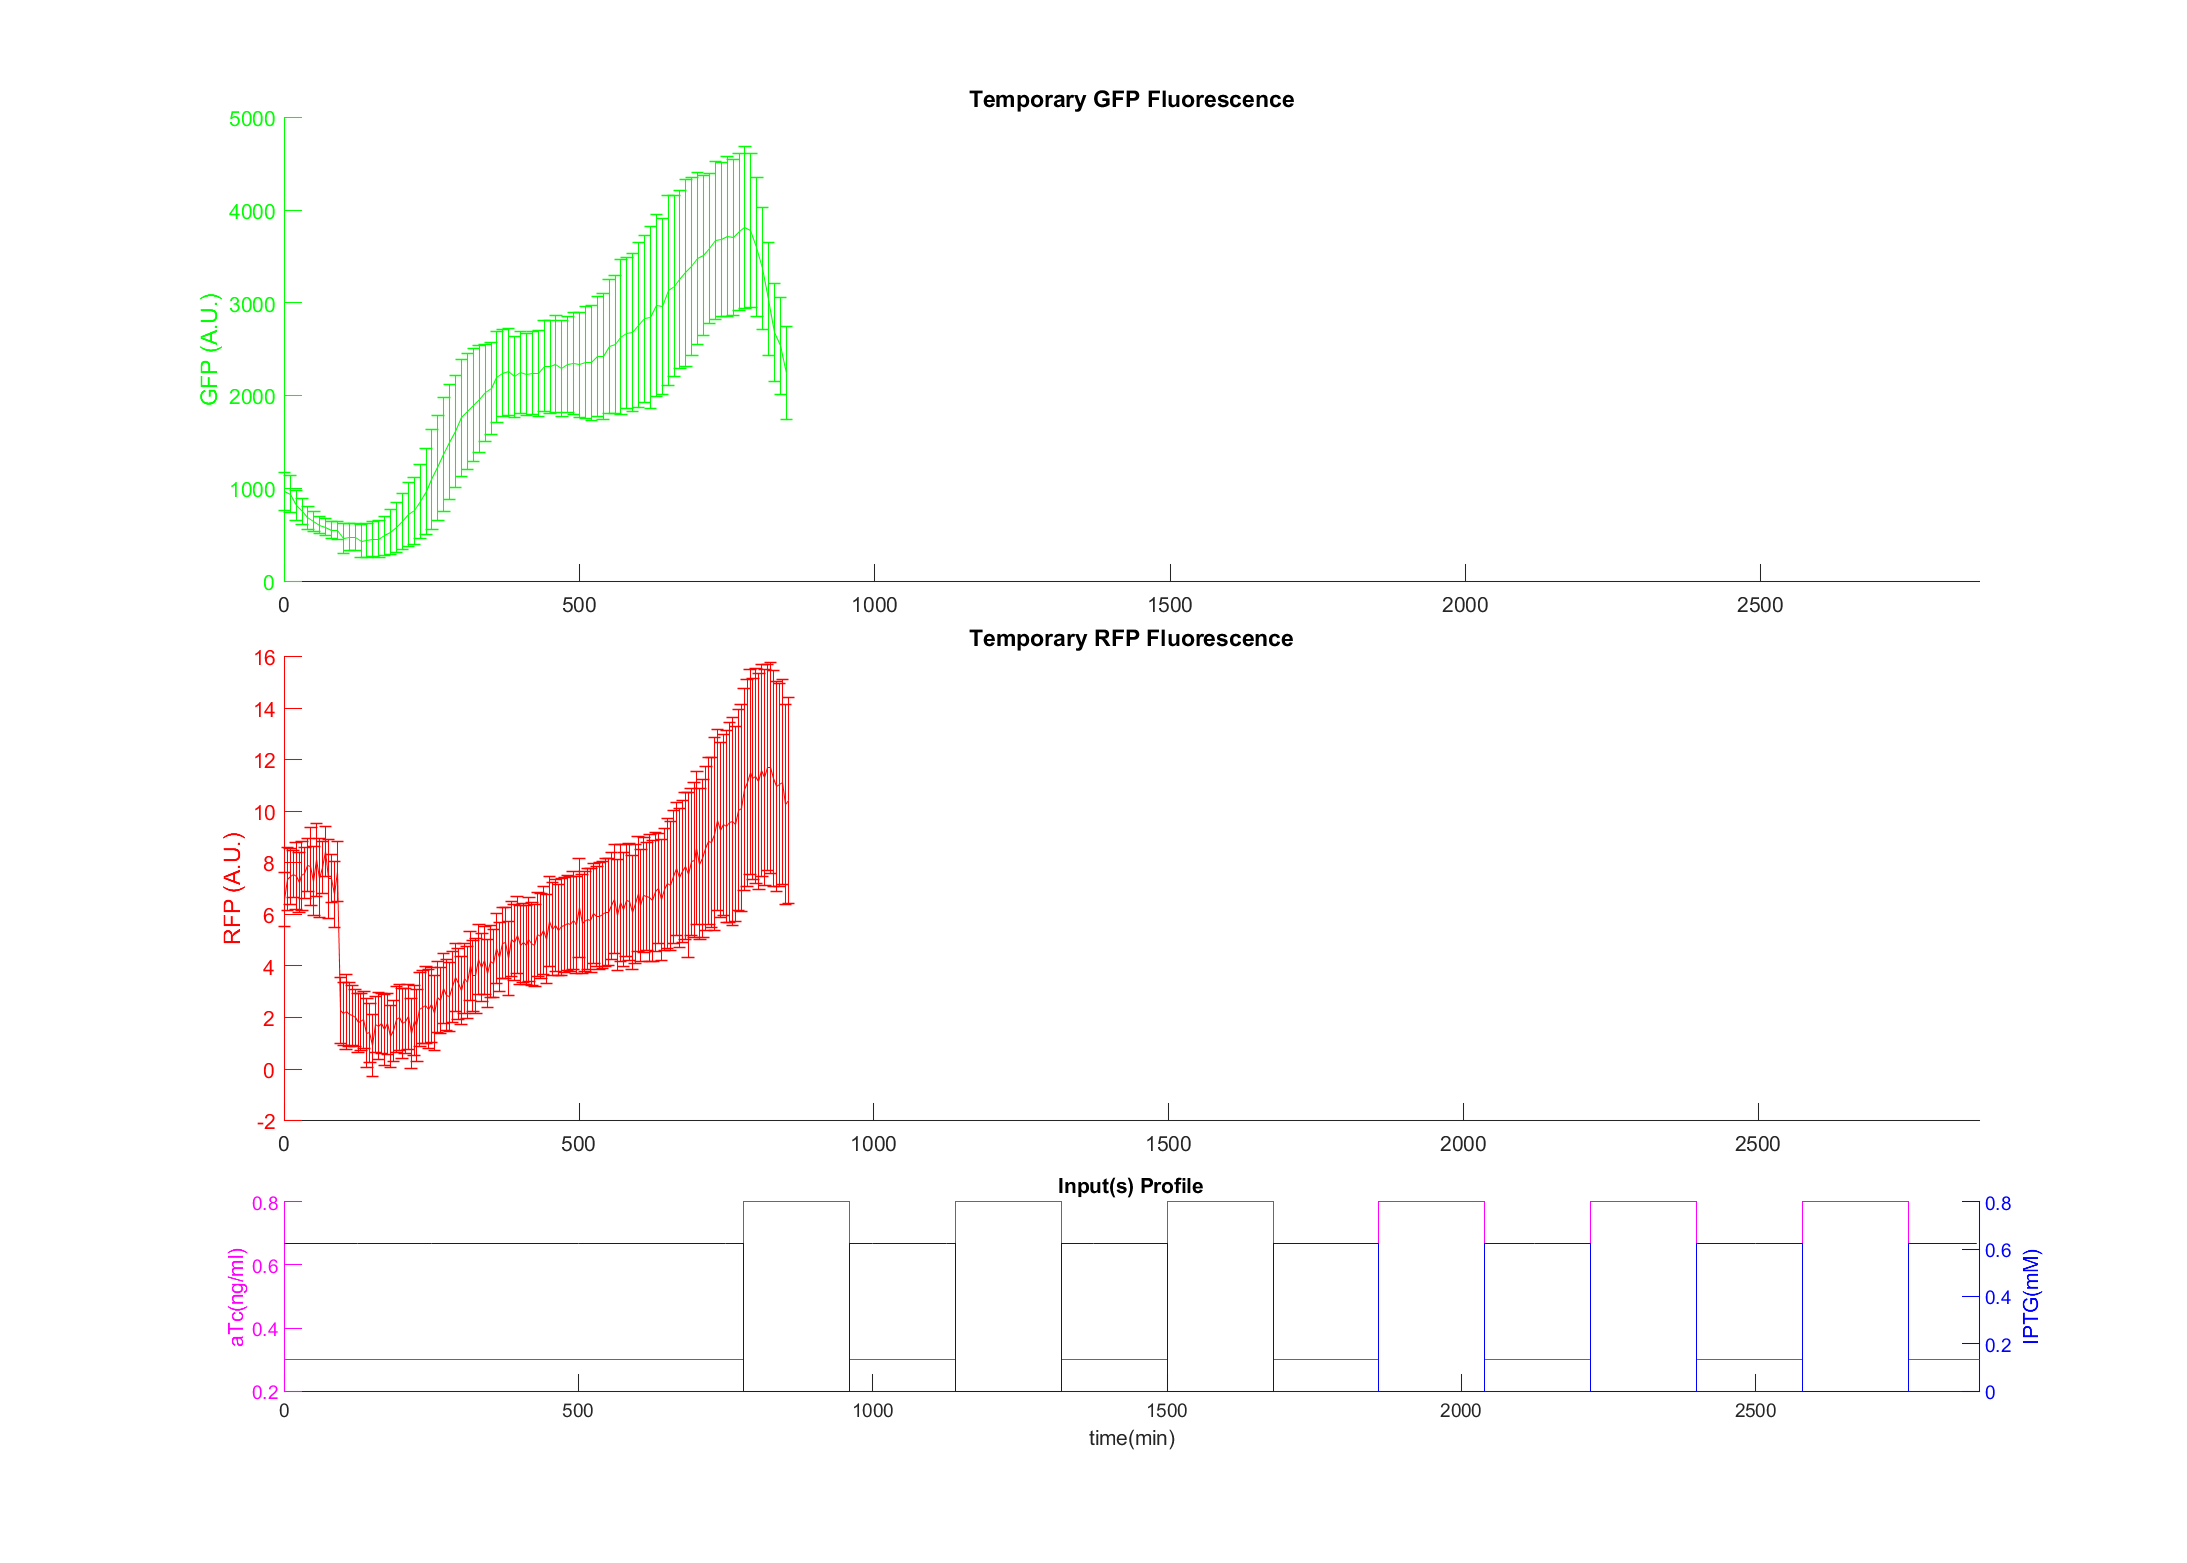 Temporary GFP Fluorescence
5000
4000
3000
2000
1000
0
GFP (A.U.)
0 500 1000 1500 2000 2500
Temporary RFP Fluorescence
16
14
12
10
8
6
4
2
0
-2
RFP (A.U.)
0 500 1000 1500 2000 2500
Input(s) Profile
0.8
0.6
0.4
0.2
aTc(ng/ml)
0.8
0.6
0.4
0.2
0
IPTG(mM)
0 500 1000 1500 2000 2500
time(min)